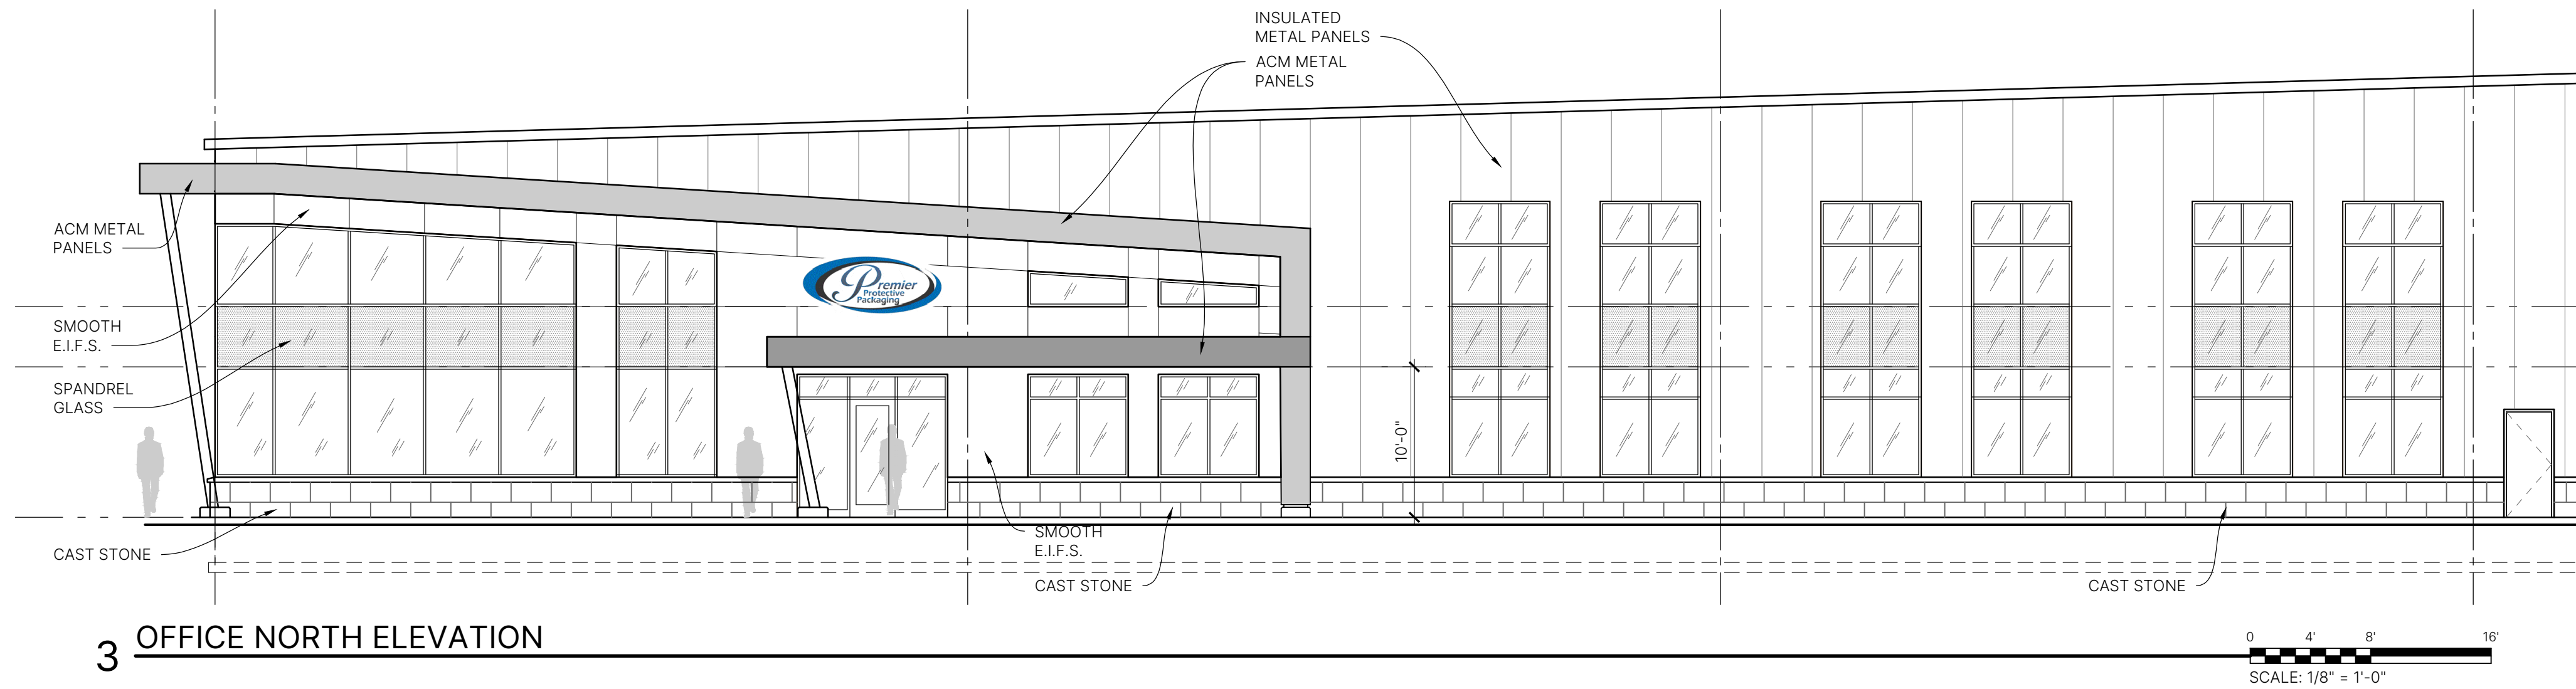 INSULATED
METAL PANELS
ACM METAL
PANELS
ACM METAL
PANELS
SMOOTH
E.I.F.S.
SPANDREL
GLASS
CAST STONE
Premier
Protective
Packaging
10'-0"
SMOOTH
E.I.F.S.
CAST STONE
CAST STONE
3 OFFICE NORTH ELEVATION
0 4' 8' 16'
SCALE: 1/8" = 1'-0"